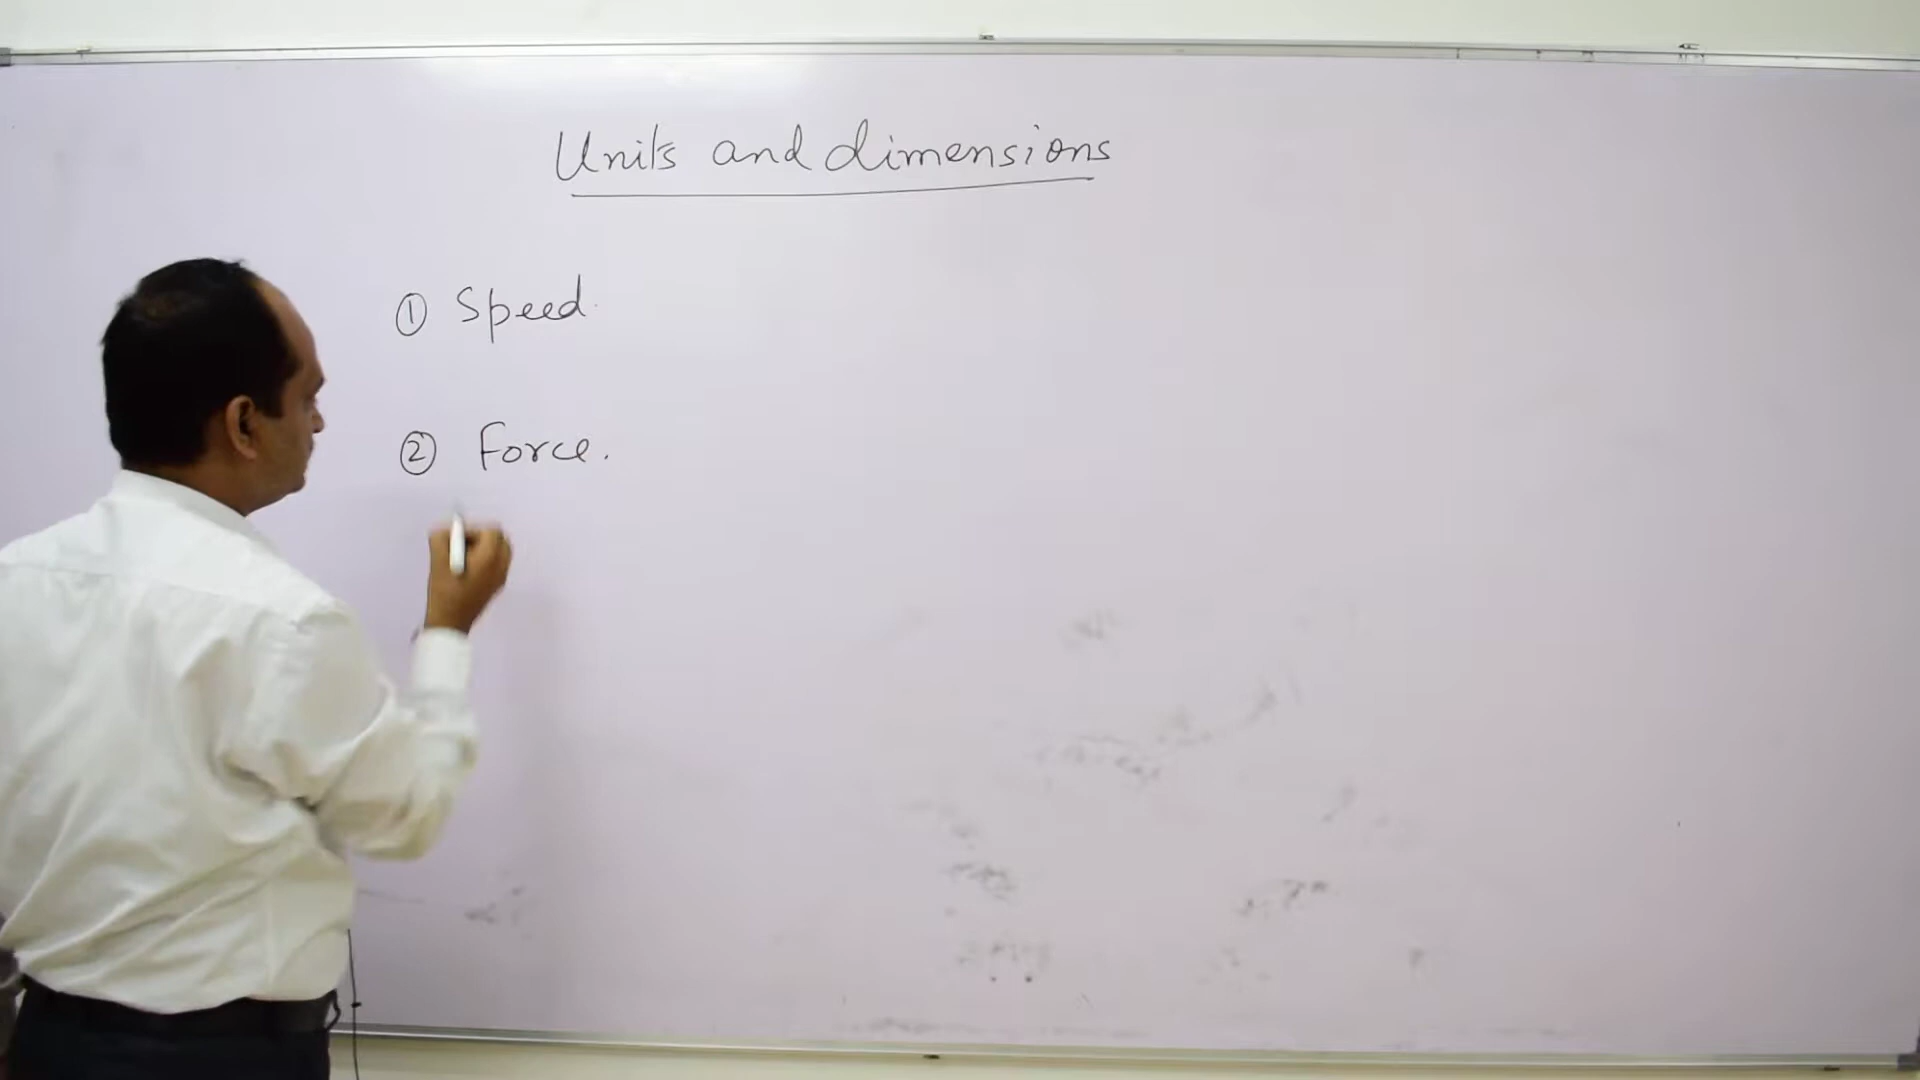 Units and dimensions
① Speed.
② Force.